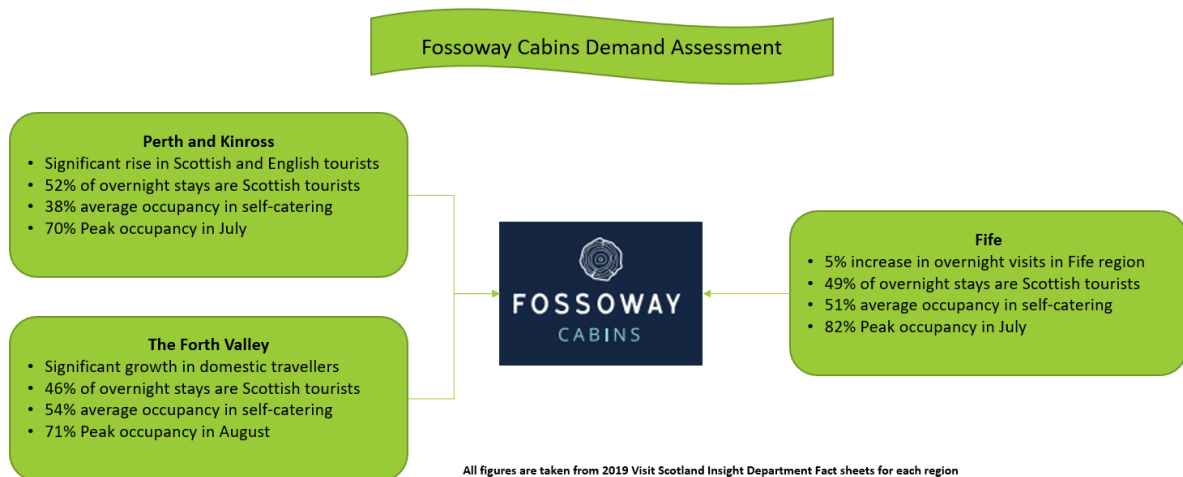 Fossoway Cabins Demand Assessment
Perth and Kinross
• Significant rise in Scottish and English tourists
• 52% of overnight stays are Scottish tourists
• 38% average occupancy in self-catering
• 70% Peak occupancy in July
The Forth Valley
• Significant growth in domestic travellers
• 46% of overnight stays are Scottish tourists
• 54% average occupancy in self-catering
• 71% Peak occupancy in August
FOSSOWAY
CABINS
Fife
• 5% increase in overnight visits in Fife region
• 49% of overnight stays are Scottish tourists
• 51% average occupancy in self-catering
• 82% Peak occupancy in July
All figures are taken from 2019 Visit Scotland Insight Department Fact sheets for each region